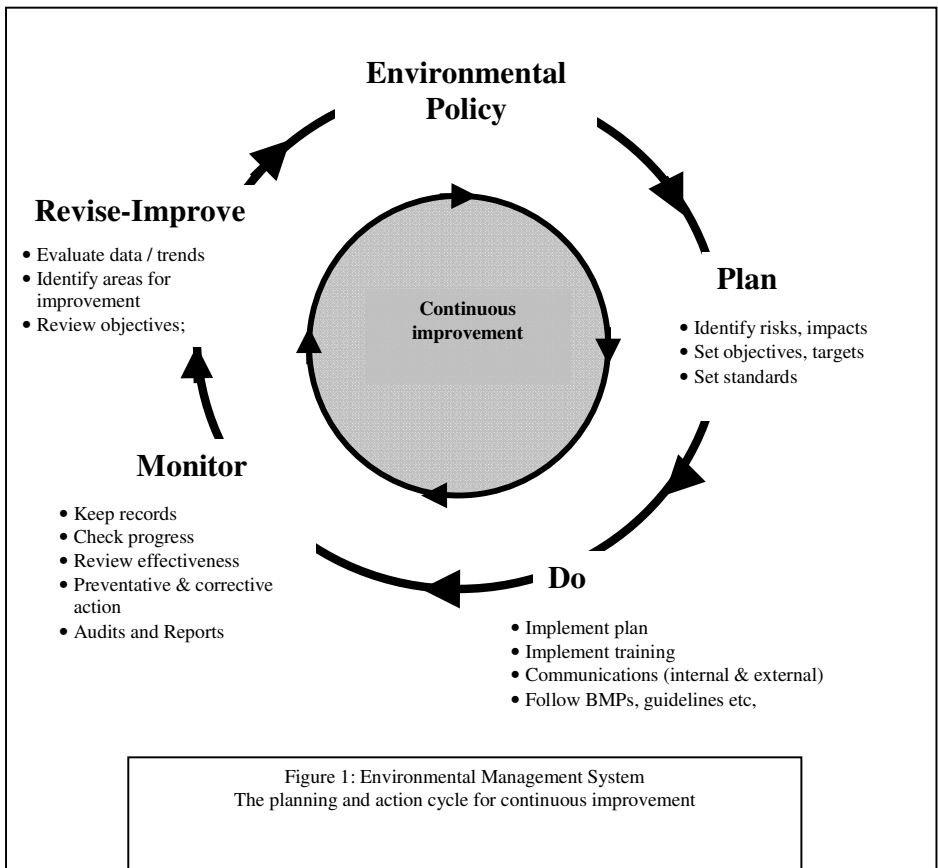 Environmental
Policy
Revise-Improve
• Evaluate data / trends
• Identify areas for
improvement
• Review objectives;
Continuous
improvement
Plan
• Identify risks, impacts
• Set objectives, targets
• Set standards
Monitor
• Keep records
• Check progress
• Review effectiveness
• Preventative & corrective
action
• Audits and Reports
Do
• Implement plan
• Implement training
• Communications (internal & external)
• Follow BMPs, guidelines etc,
Figure 1: Environmental Management System
The planning and action cycle for continuous improvement